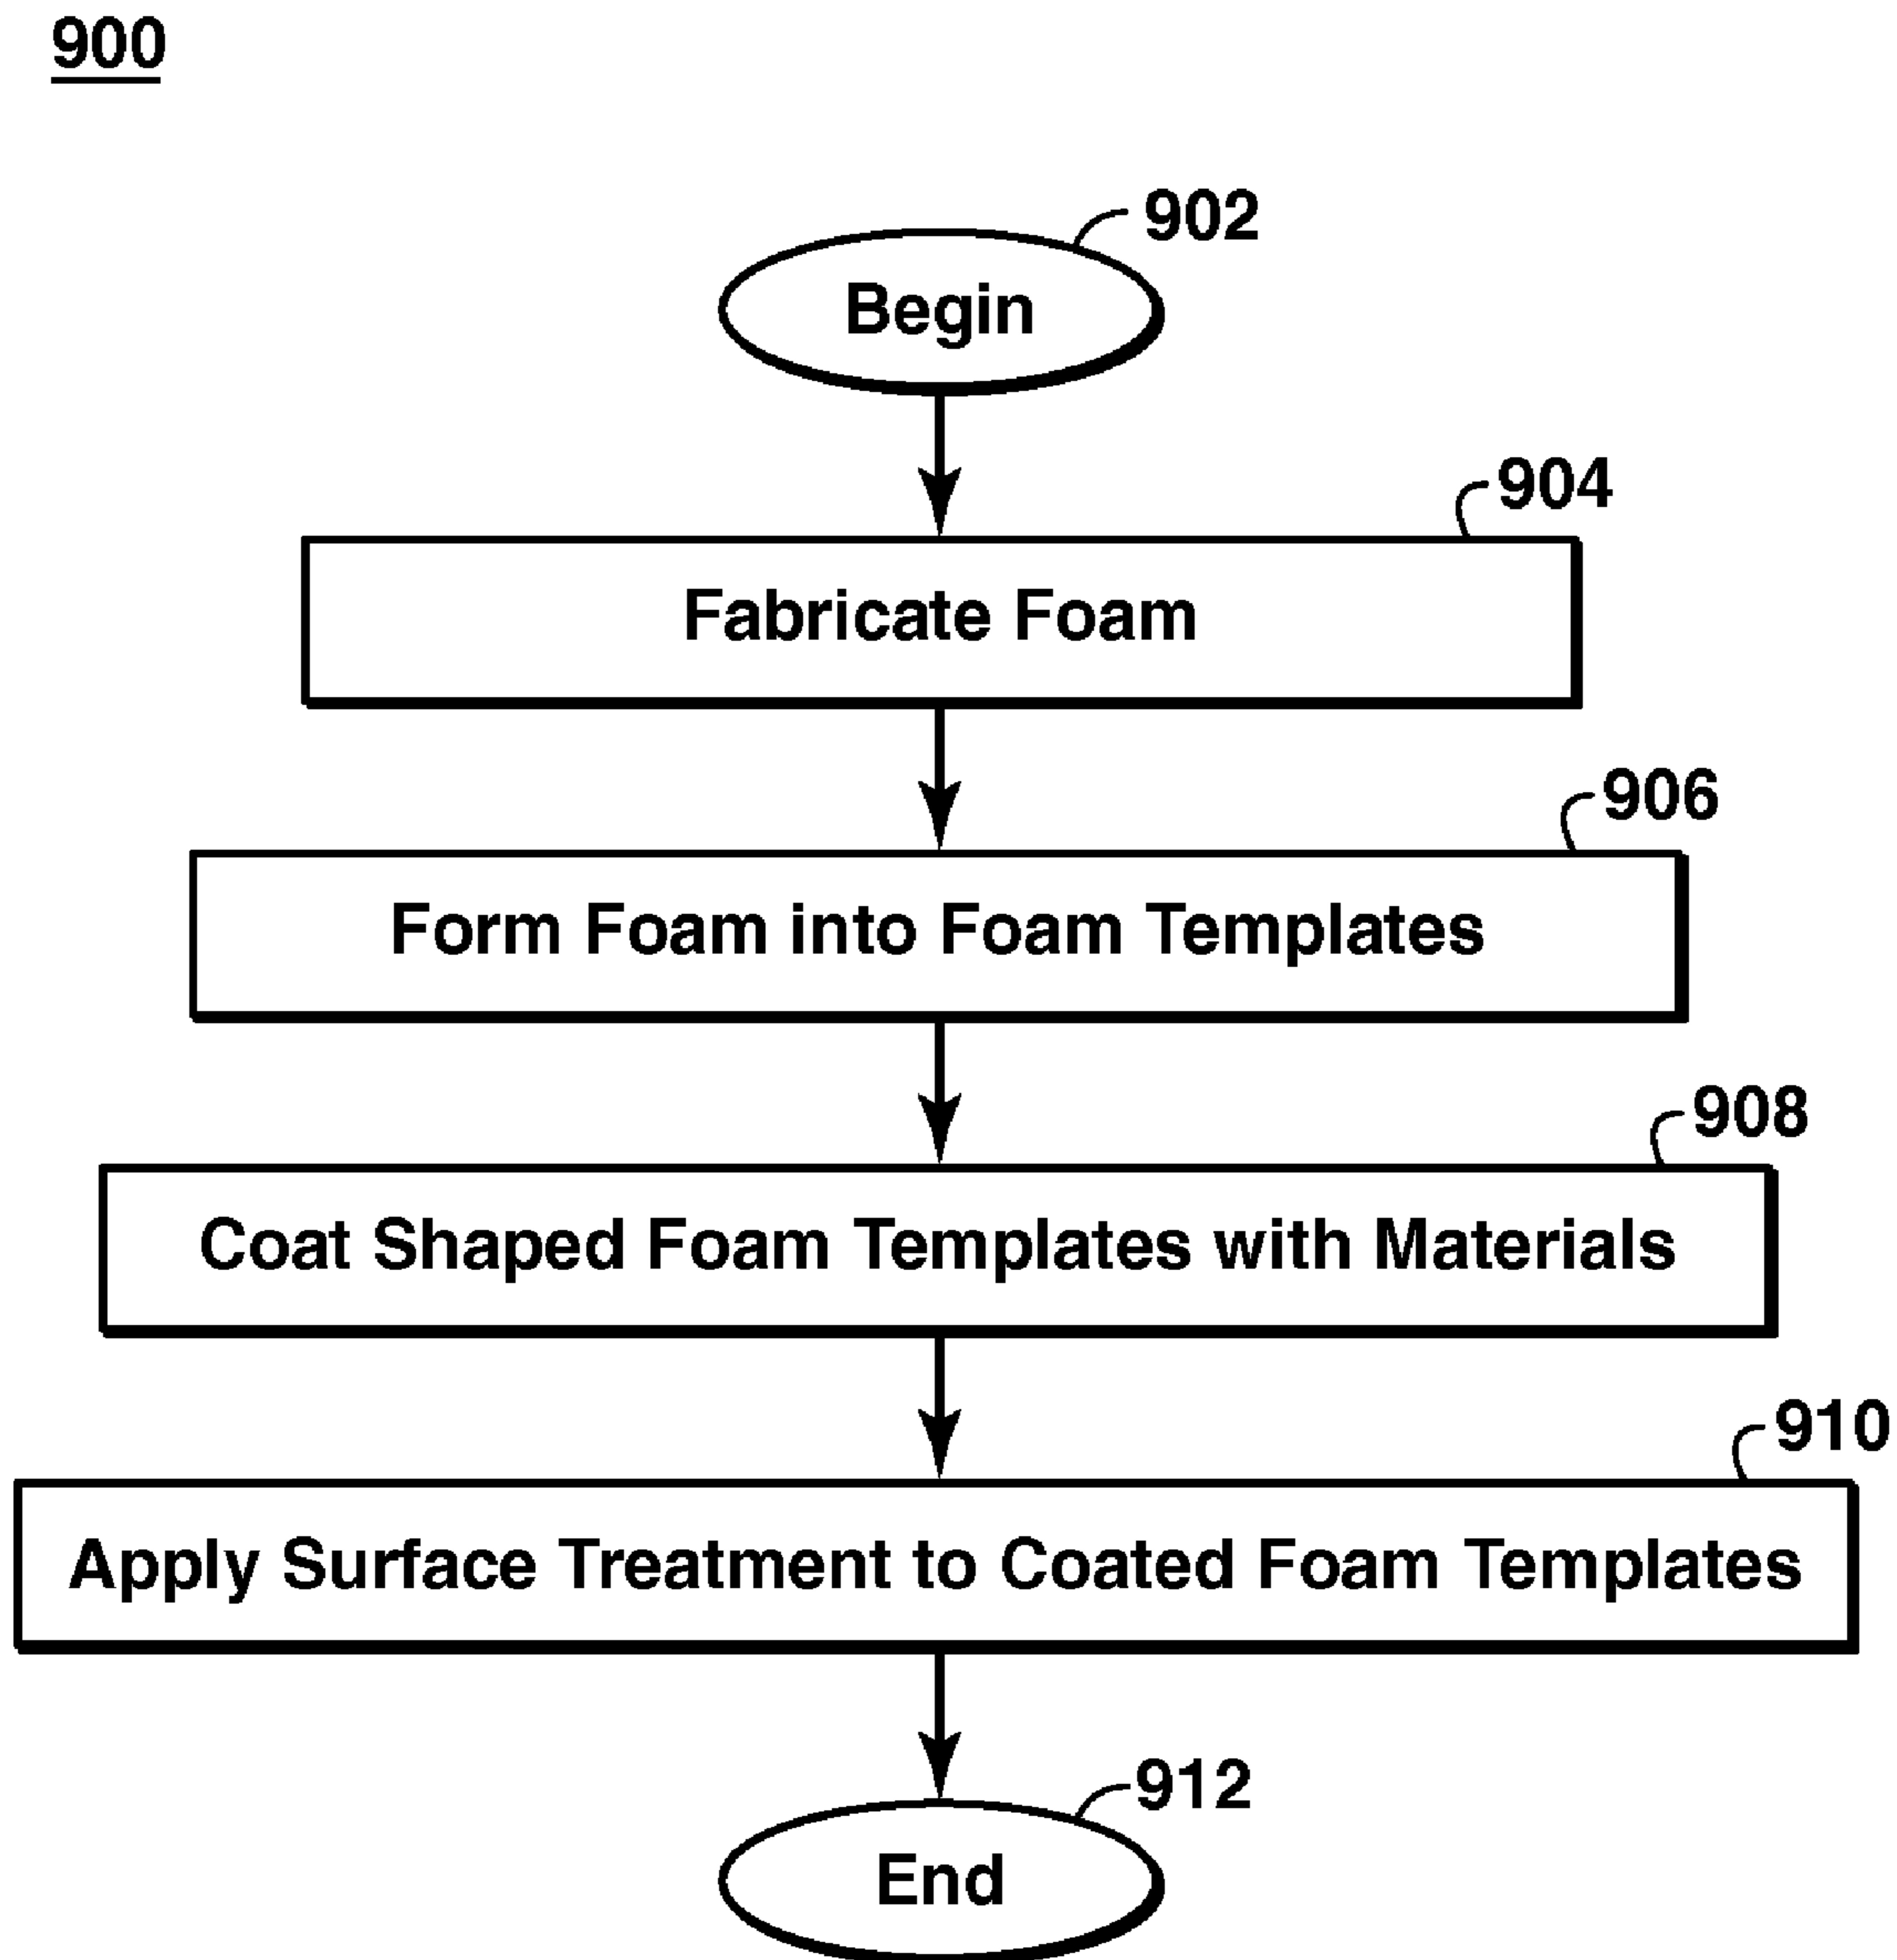 900
902
Begin
904
Fabricate Foam
906
Form Foam into Foam Templates
908
Coat Shaped Foam Templates with Materials
910
Apply Surface Treatment to Coated Foam Templates
912
End